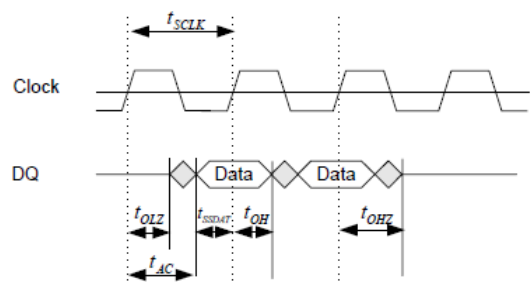 tSCLK
Clock
DQ
Data Data
tOLZ tSSDAT tOH tOHZ
tAC